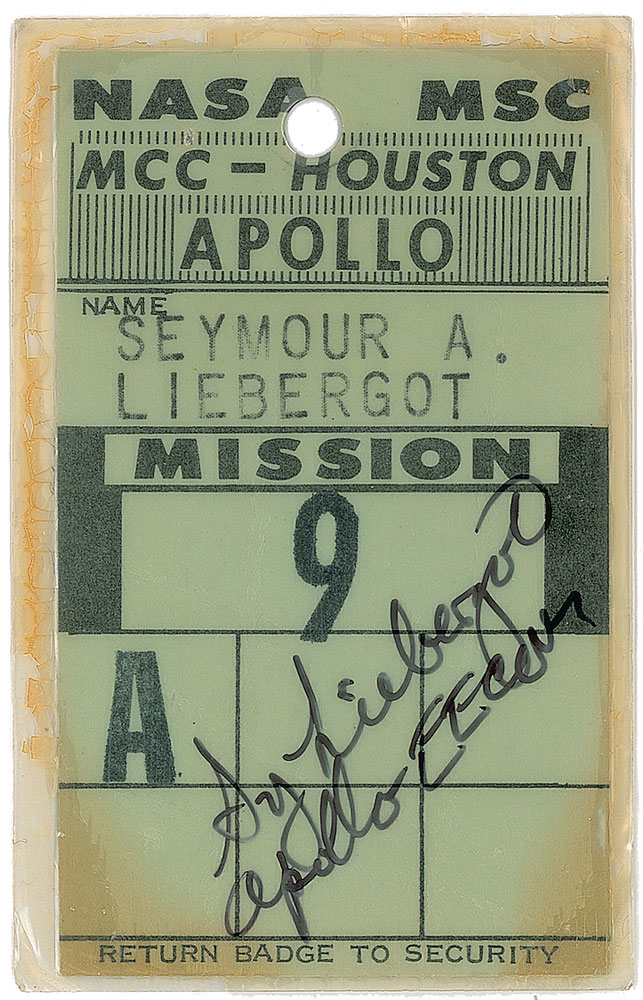 NASA MSC
MCC - HOUSTON
APOLLO
NAME
SEYMOUR A.
LIEBERGOT
MISSION
9
A
Sy Liebergot
Apollo EECOM
RETURN BADGE TO SECURITY